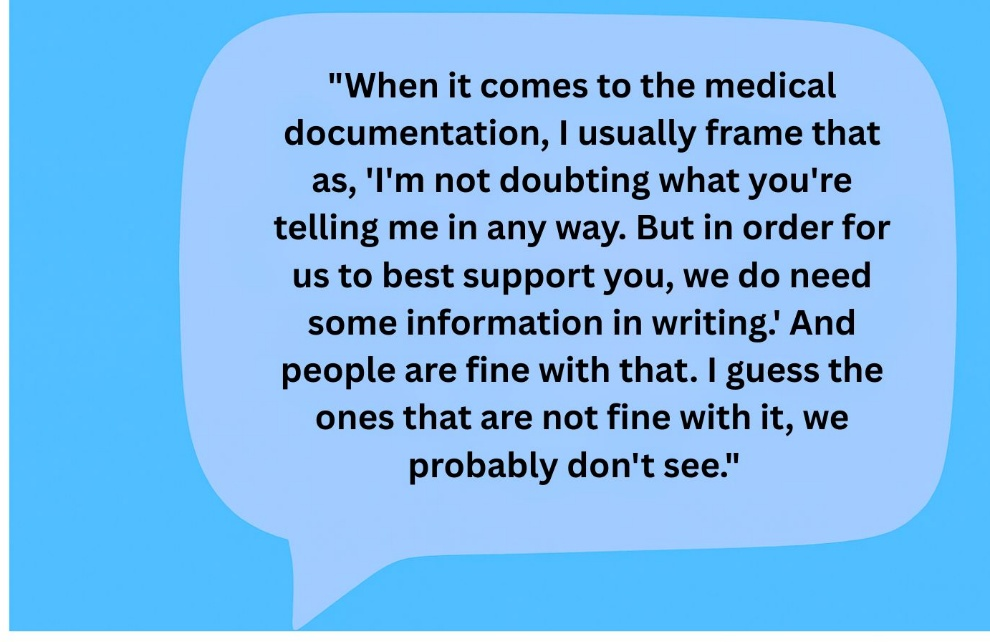 "When it comes to the medical
documentation, I usually frame that
as, 'I'm not doubting what you're
telling me in any way. But in order for
us to best support you, we do need
some information in writing.' And
people are fine with that. I guess the
ones that are not fine with it, we
probably don't see."